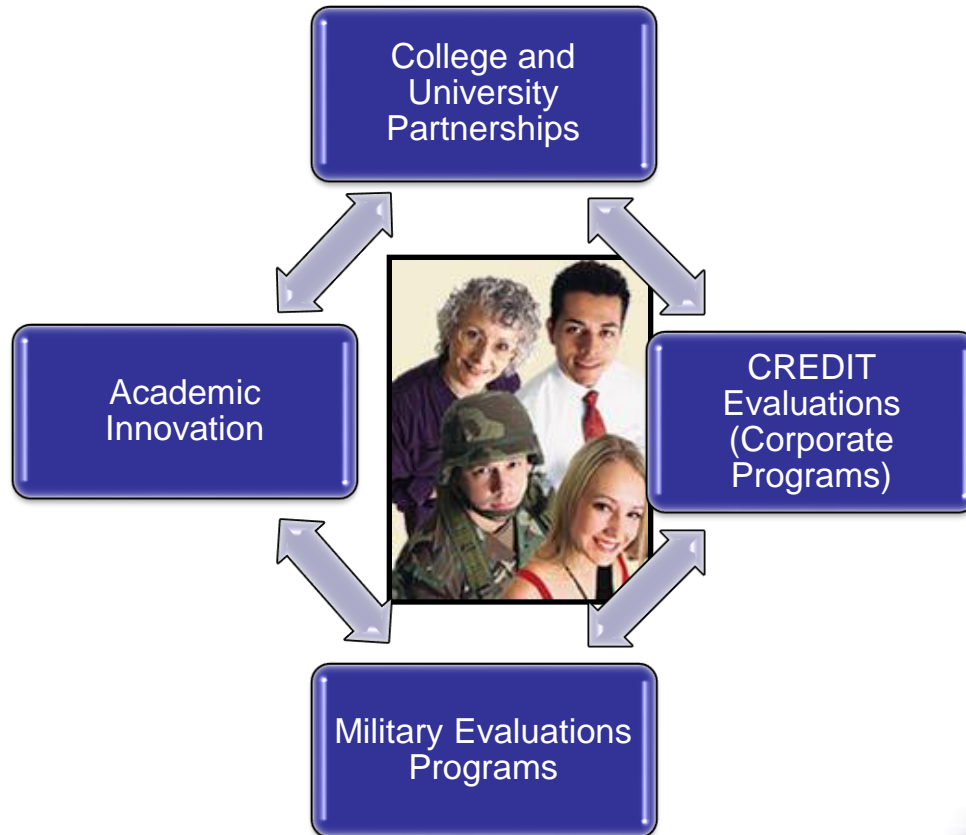 College and
University
Partnerships
Academic
Innovation
CREDIT
Evaluations
(Corporate
Programs)
Military Evaluations
Programs